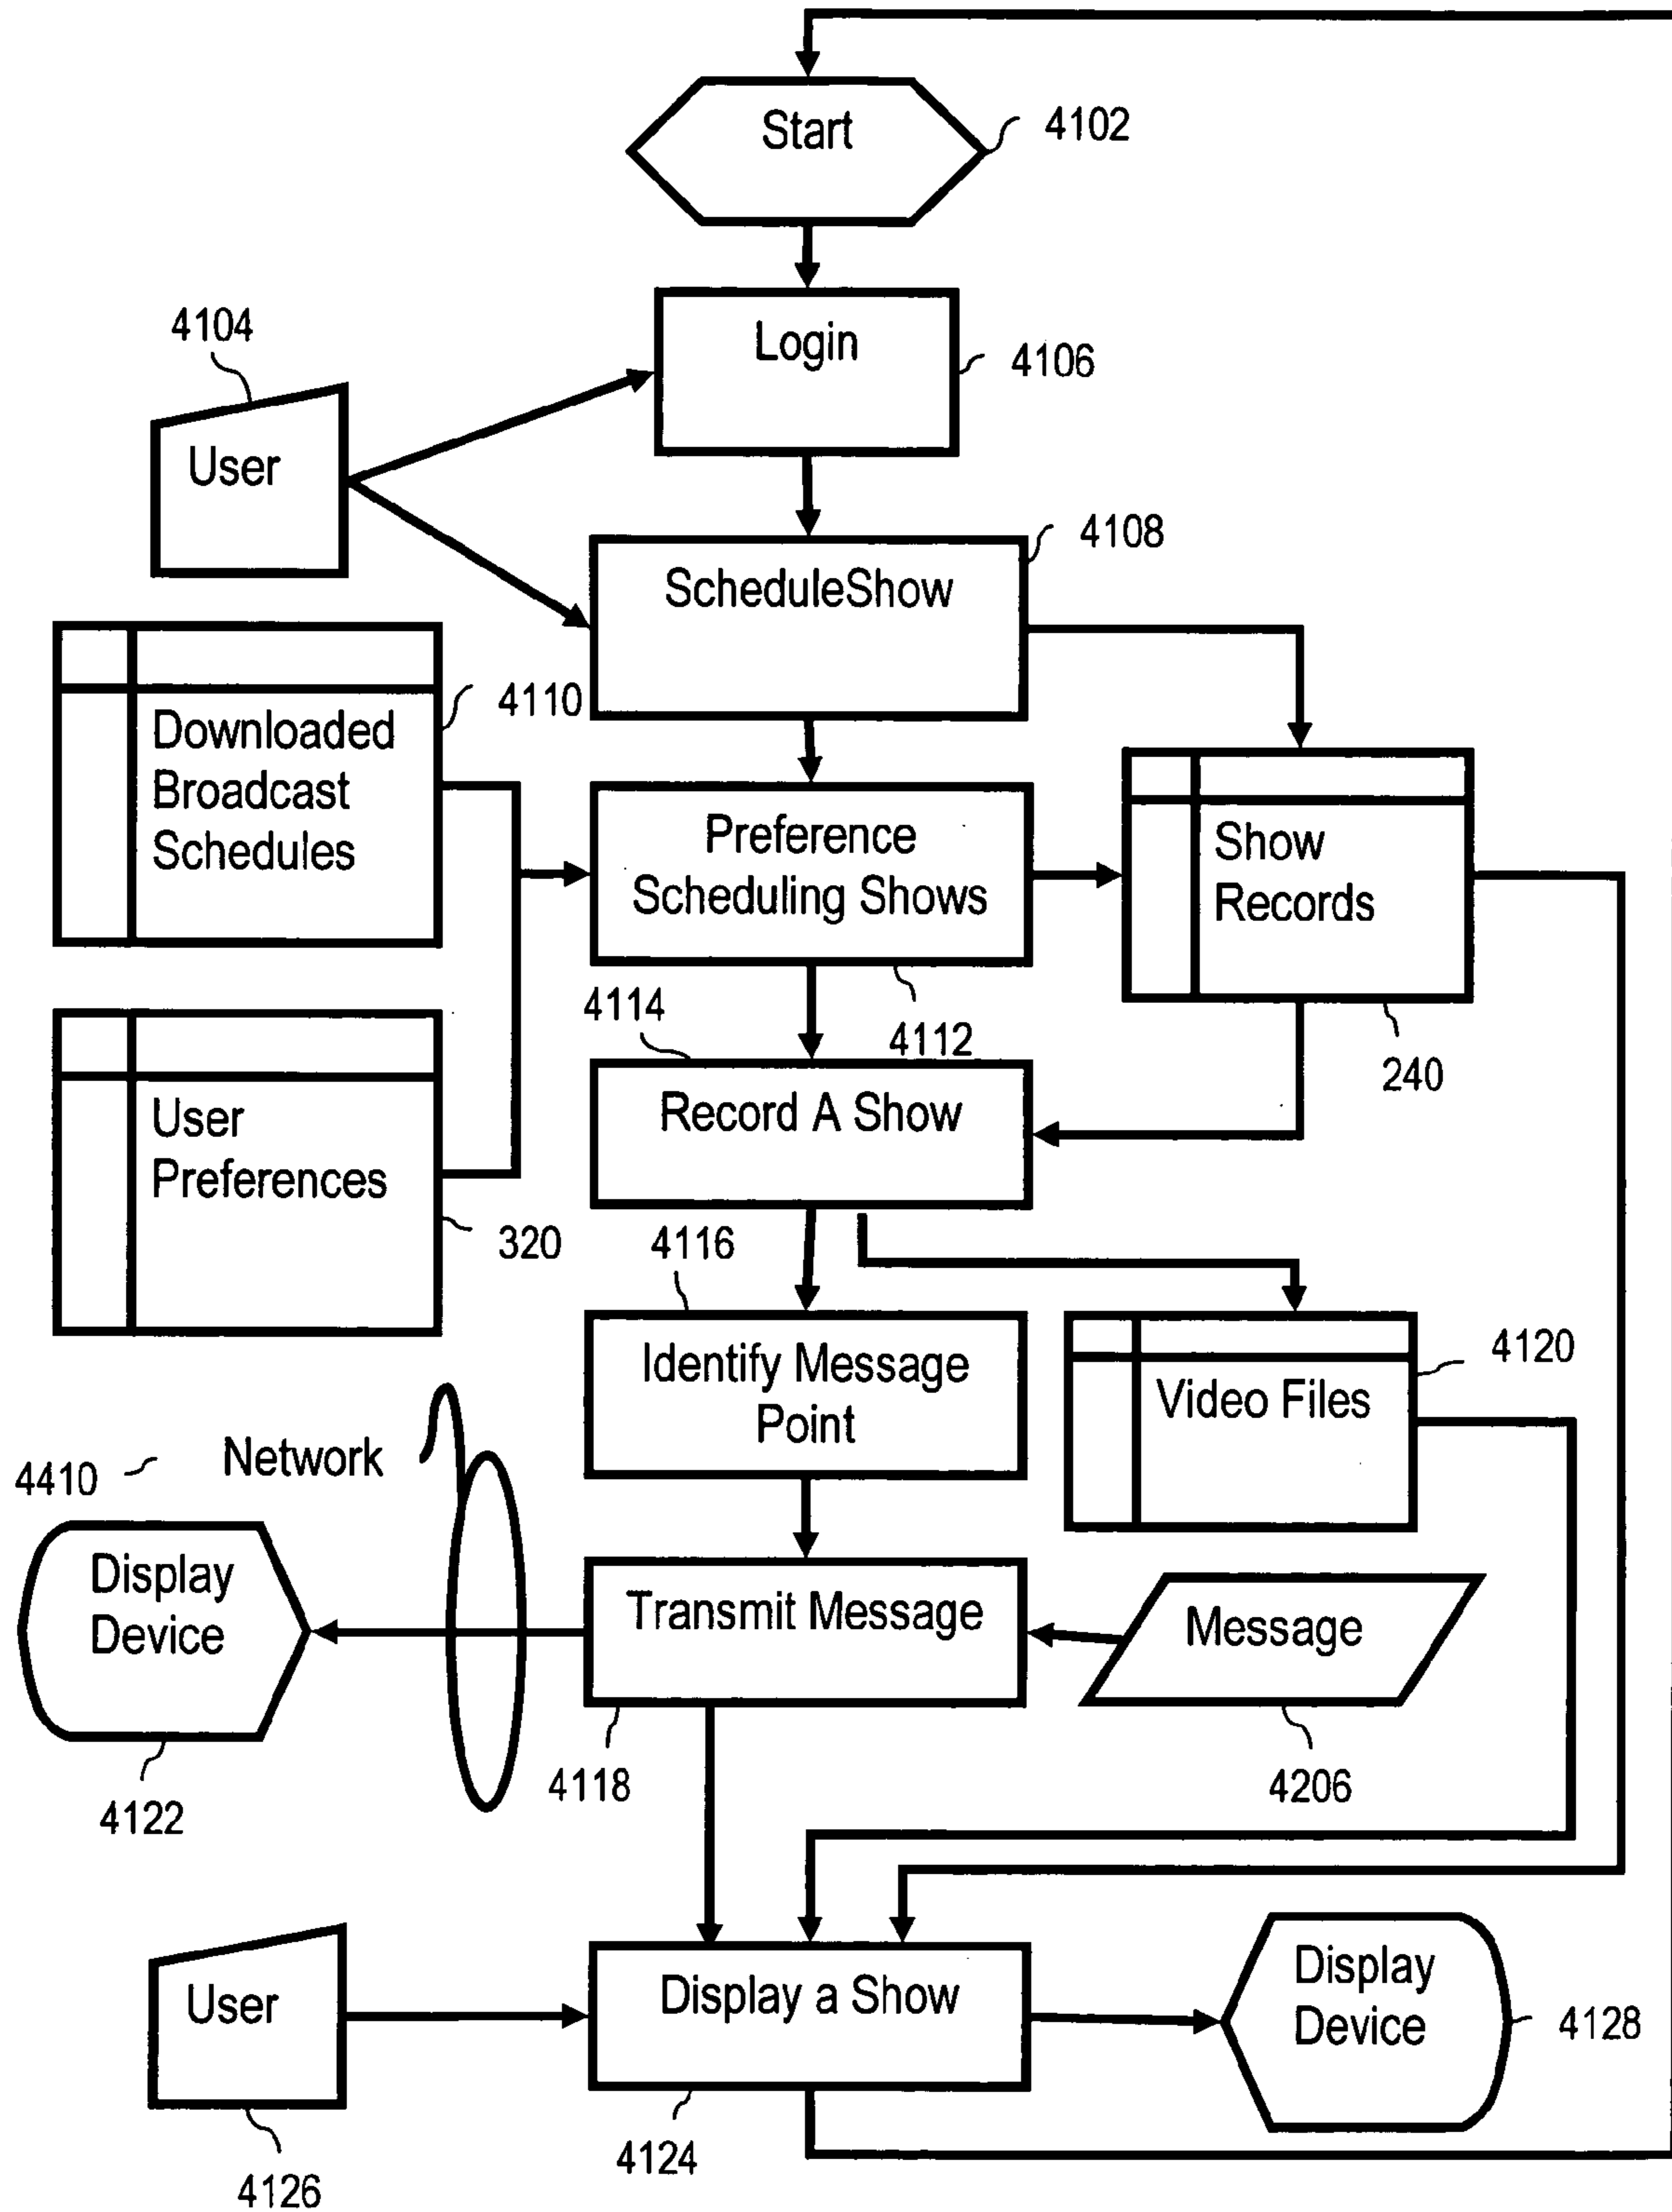 Start
4102
4104
Login
4106
User
4108
ScheduleShow
4110
Downloaded
Broadcast
Schedules
Preference
Scheduling Shows
Show
Records
4114
4112
240
User
Preferences
Record A Show
320
4116
4120
Identify Message
Point
Video Files
4410
Network
Display
Device
Transmit Message
Message
4118
4206
4122
User
Display a Show
Display
Device
4128
4124
4126